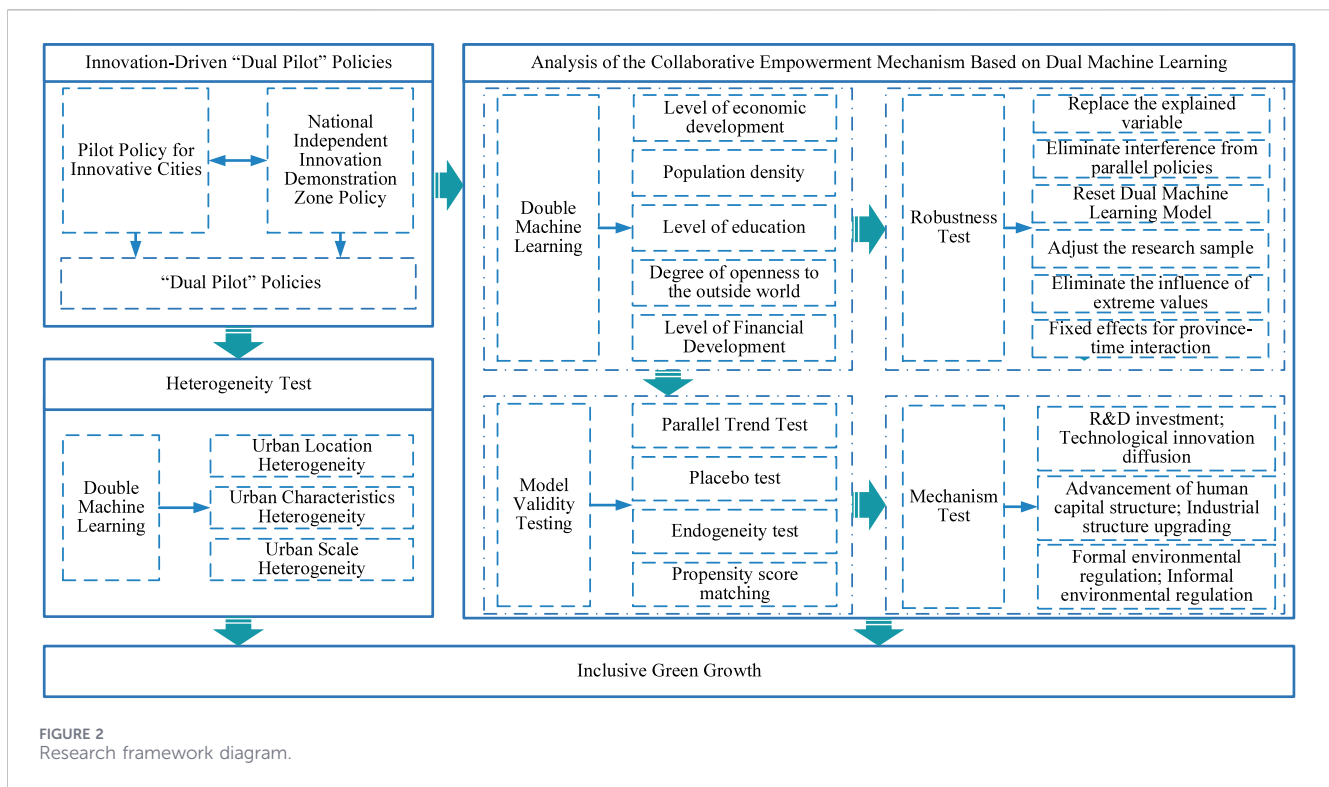 Innovation-Driven “Dual Pilot” Policies
Pilot Policy for
Innovative Cities
National
Independent
Innovation
Demonstration
Zone Policy
“Dual Pilot” Policies
Heterogeneity Test
Double
Machine
Learning
Urban Location
Heterogeneity
Urban Characteristics
Heterogeneity
Urban Scale
Heterogeneity
Analysis of the Collaborative Empowerment Mechanism Based on Dual Machine Learning
Double
Machine
Learning
Level of economic
development
Population density
Level of education
Degree of openness to
the outside world
Level of Financial
Development
Robustness
Test
Replace the explained
variable
Eliminate interference from
parallel policies
Reset Dual Machine
Learning Model
Adjust the research sample
Eliminate the influence of
extreme values
Fixed effects for province-
time interaction
Model
Validity
Testing
Parallel Trend Test
Placebo test
Endogeneity test
Propensity score
matching
Mechanism
Test
R&D investment;
Technological innovation
diffusion
Advancement of human
capital structure; Industrial
structure upgrading
Formal environmental
regulation; Informal
environmental regulation
Inclusive Green Growth
FIGURE 2
Research framework diagram.